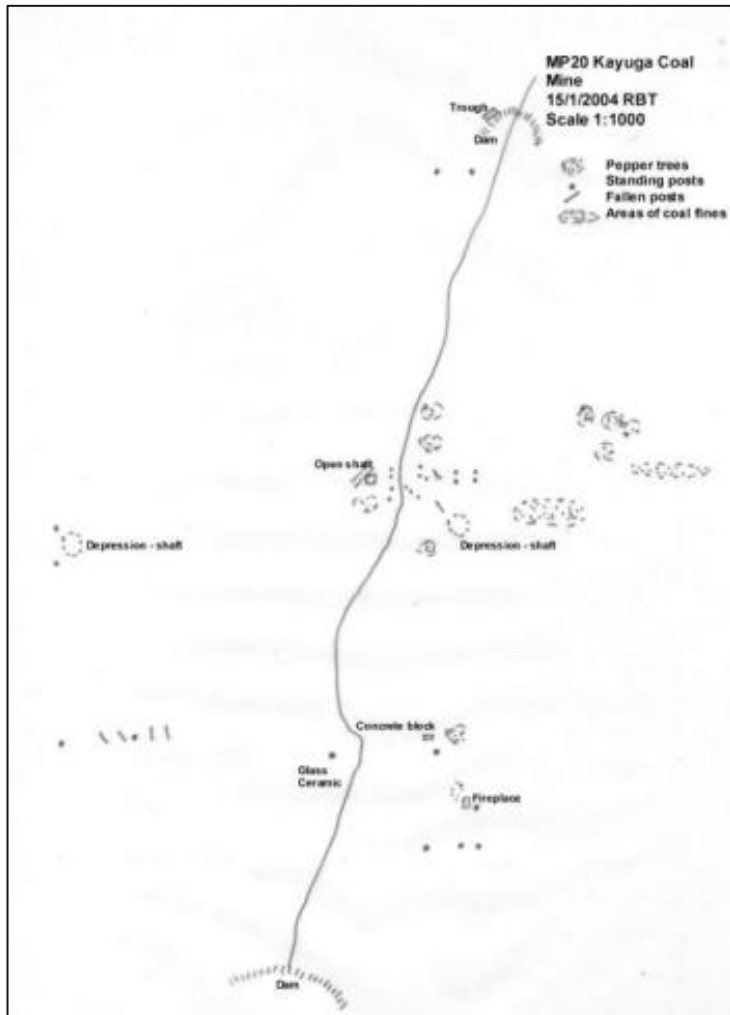 MP20 Kayuga Coal
Mine
15/1/2004 RBT
Scale 1:1000
Trough
Dam
Pepper trees
Standing posts
Fallen posts
Areas of coal fines
Open shaft
Depression - shaft
Depression - shaft
Concrete block
Glass
Ceramic
Fireplace
Dam